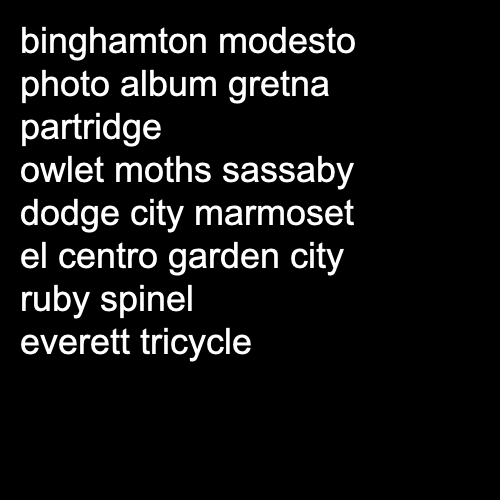 binghamton modesto
photo album gretna
partridge
owlet moths sassaby
dodge city marmoset
el centro garden city
ruby spinel
everett tricycle